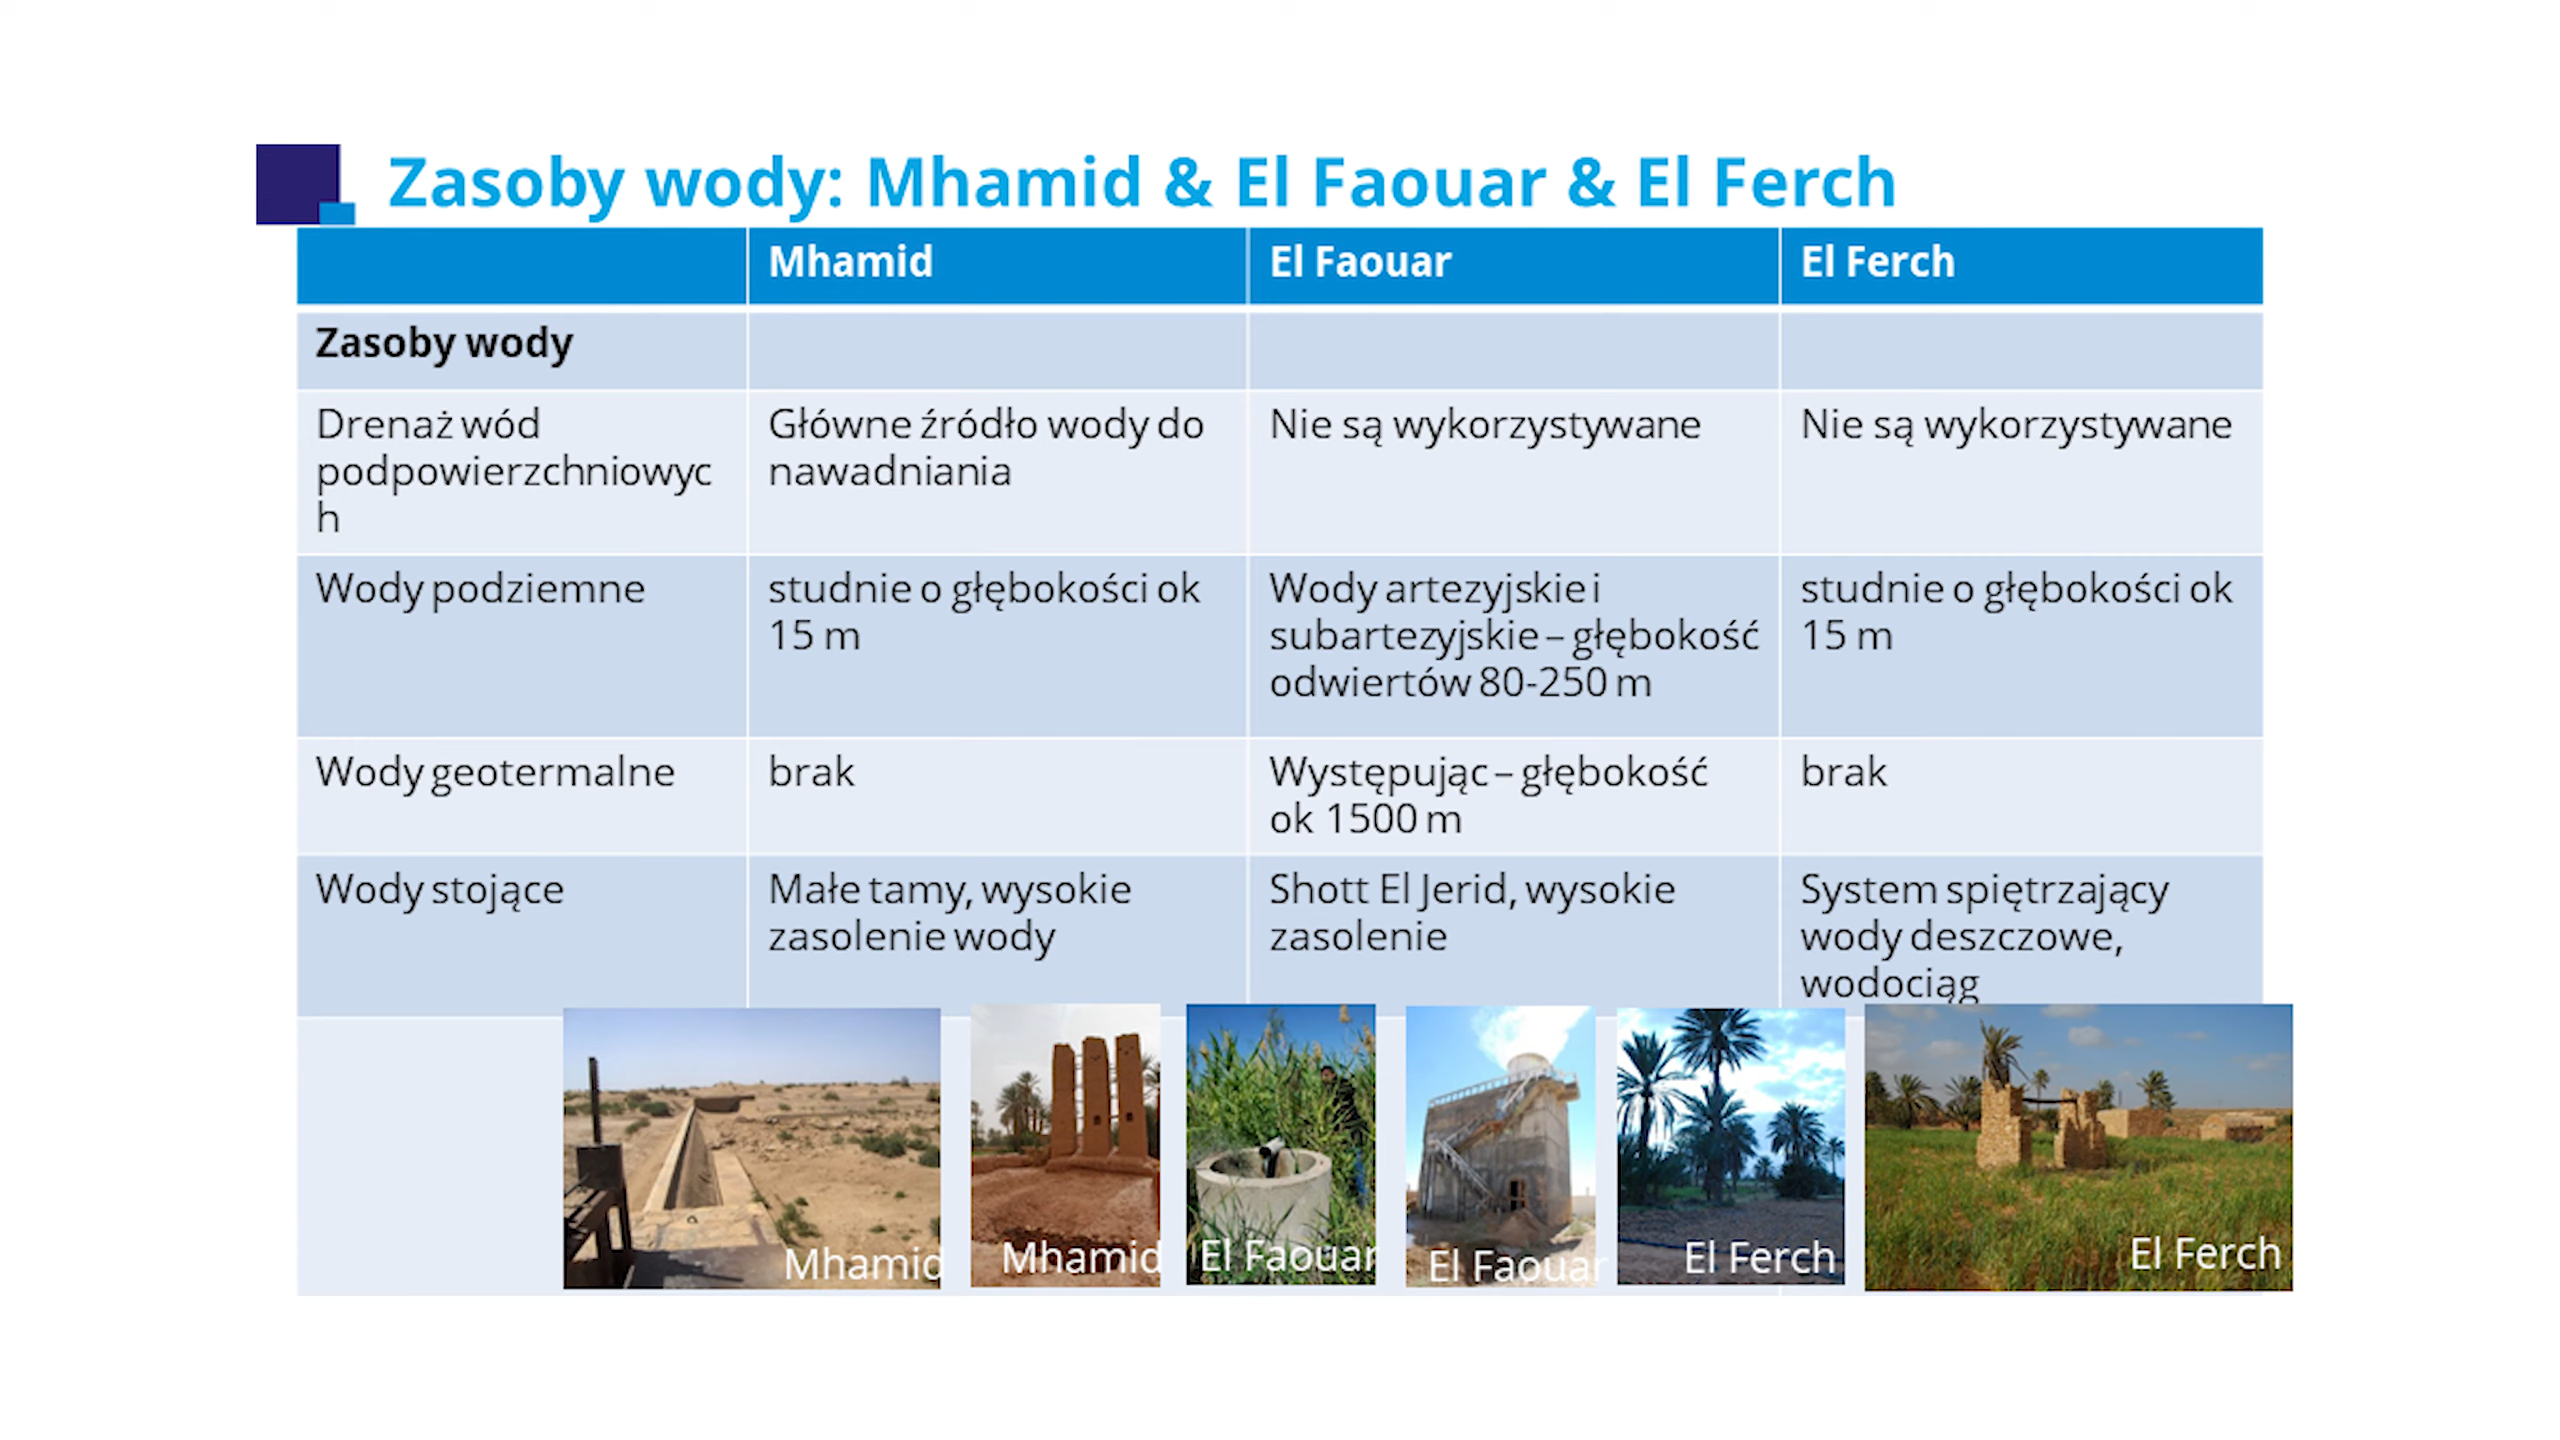 Zasoby wody: Mhamid & El Faouar & El Ferch
Mhamid
El Faouar
El Ferch
Zasoby wody
Drenaż wód
podpowierzchniowyc
h
Główne źródło wody do
nawadniania
Nie są wykorzystywane
Nie są wykorzystywane
Wody podziemne
studnie o głębokości ok
15 m
Wody artezyjskie i
subartezyjskie – głębokość
odwiertów 80-250 m
studnie o głębokości ok
15 m
Wody geotermalne
brak
Występując – głębokość
ok 1500 m
brak
Wody stojące
Małe tamy, wysokie
zasolenie wody
Shott El Jerid, wysokie
zasolenie
System spiętrzający
wody deszczowe,
wodociąg
Mhamid
Mhamid
El Faouar
El Faouar
El Ferch
El Ferch